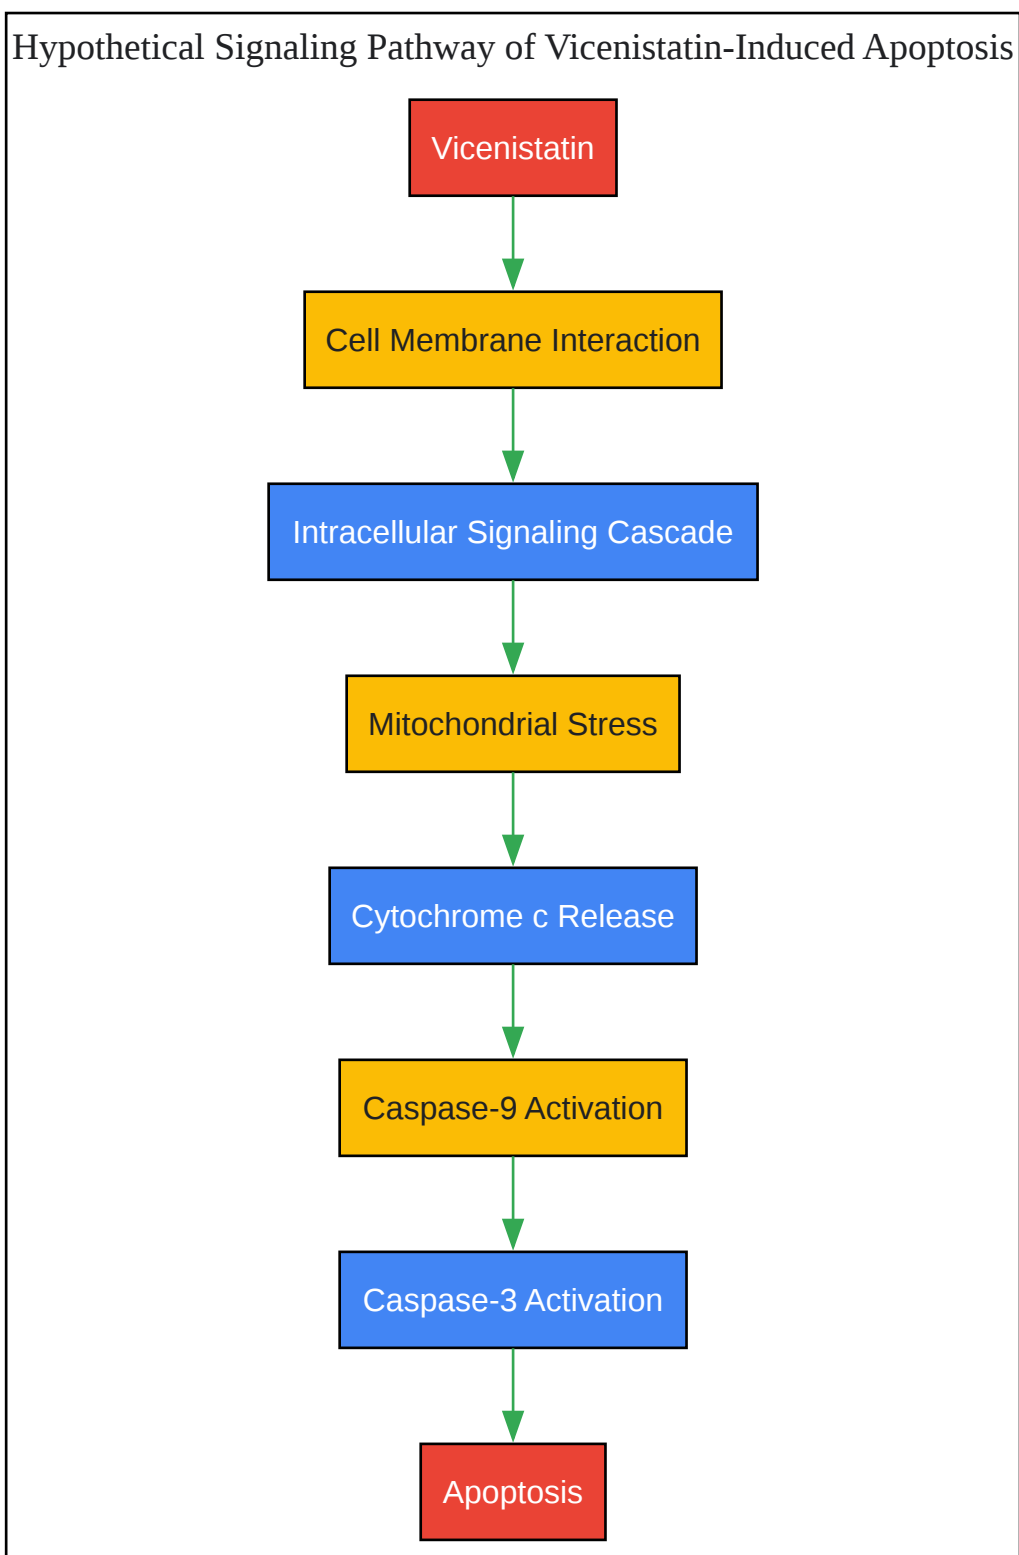 Hypothetical Signaling Pathway of Vicenistatin-Induced Apoptosis
Vicenistatin
Cell Membrane Interaction
Intracellular Signaling Cascade
Mitochondrial Stress
Cytochrome c Release
Caspase-9 Activation
Caspase-3 Activation
Apoptosis